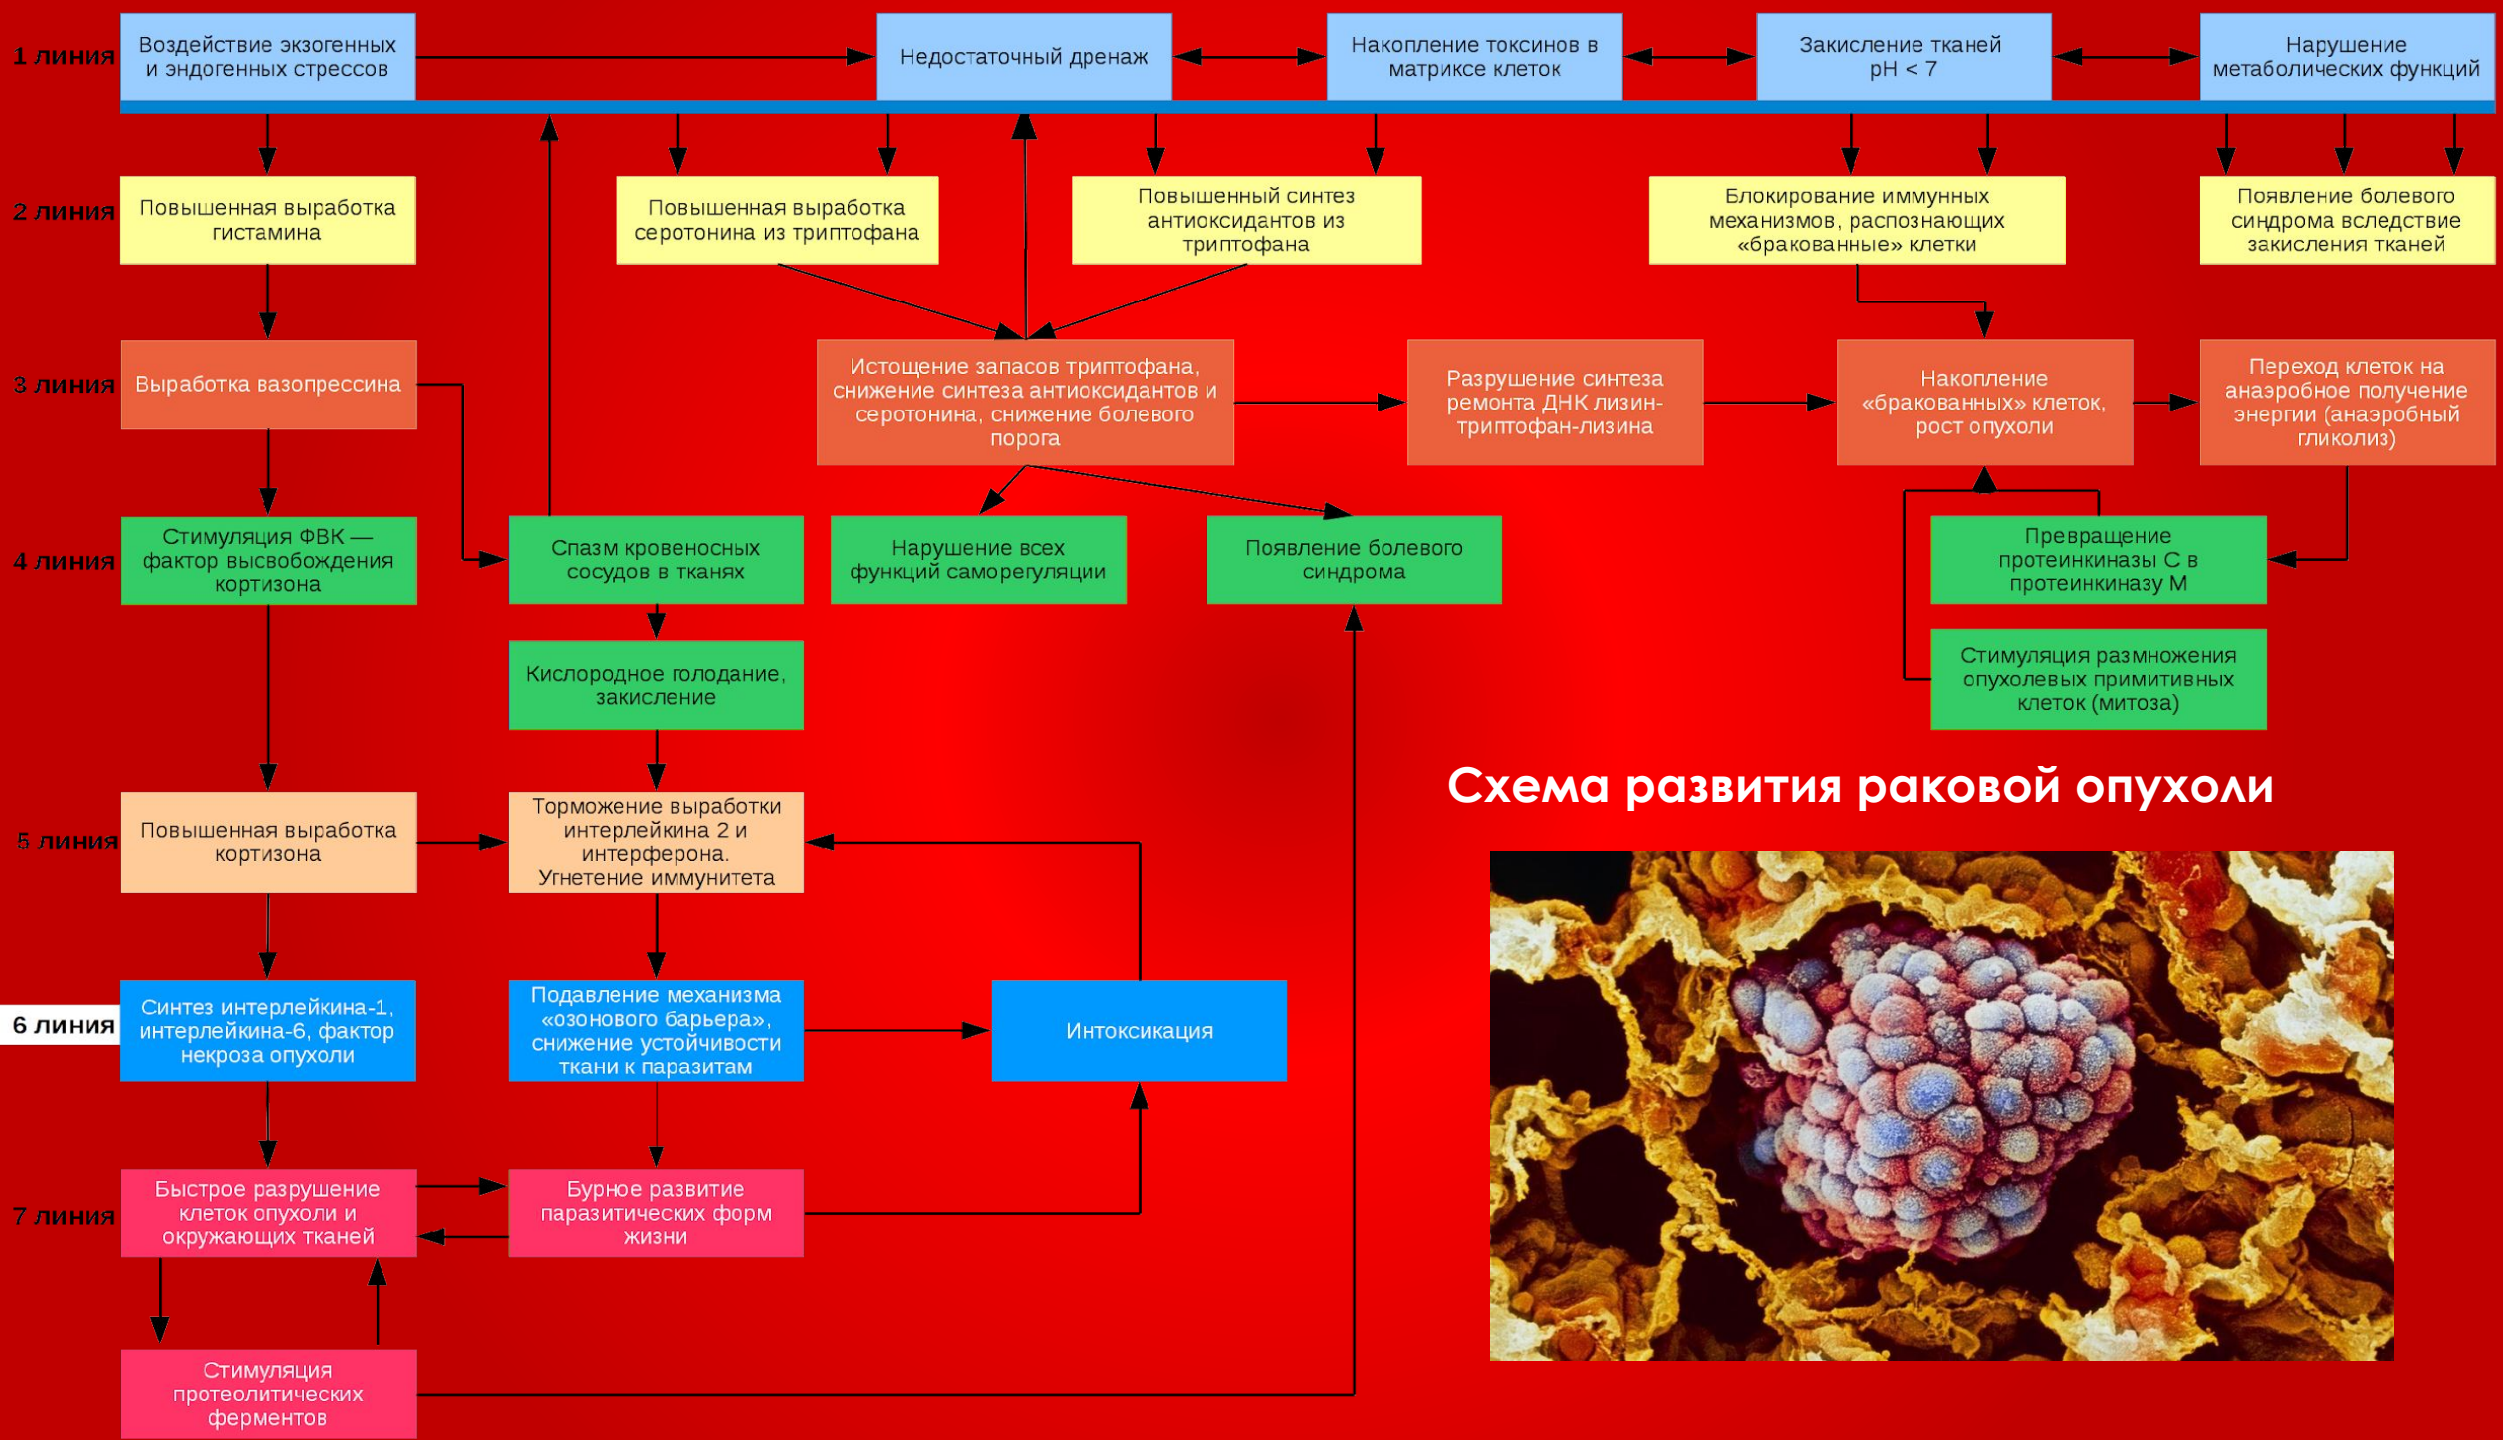 1 линия
Воздействие экзогенных
и эндогенных стрессов
Недостаточный дренаж
Накопление токсинов в
матриксе клеток
Закисление тканей
pH < 7
Нарушение
метаболических функций
2 линия
Повышенная выработка
гистамина
Повышенная выработка
серотонина из триптофана
Повышенный синтез
антиоксидантов из
триптофана
Блокирование иммунных
механизмов, распознающих
«бракованные» клетки
Появление болевого
синдрома вследствие
закисления тканей
3 линия
Выработка вазопрессина
Истощение запасов триптофана,
снижение синтеза антиоксидантов и
серотонина, снижение болевого
порога
Разрушение синтеза
ремонта ДНК лизин-
триптофан-лизина
Накопление
«бракованных» клеток,
рост опухоли
Переход клеток на
анаэробное получение
энергии (анаэробный
гликолиз)
4 линия
Стимуляция ФВК —
фактор высвобождения
кортизона
Спазм кровеносных
сосудов в тканях
Нарушение всех
функций саморегуляции
Появление болевого
синдрома
Превращение
протеинкиназы С в
протеинкиназу М
Кислородное голодание,
закисление
Стимуляция размножения
опухолевых примитивных
клеток (митоза)
Схема развития раковой опухоли
5 линия
Повышенная выработка
кортизона
Торможение выработки
интерлейкина 2 и
интерферона.
Угнетение иммунитета
6 линия
Синтез интерлейкина-1,
интерлейкина-6, фактор
некроза опухоли
Подавление механизма
«озонового барьера»,
снижение устойчивости
ткани к паразитам
Интоксикация
7 линия
Быстрое разрушение
клеток опухоли и
окружающих тканей
Бурное развитие
паразитических форм
жизни
Стимуляция
протеолитических
ферментов